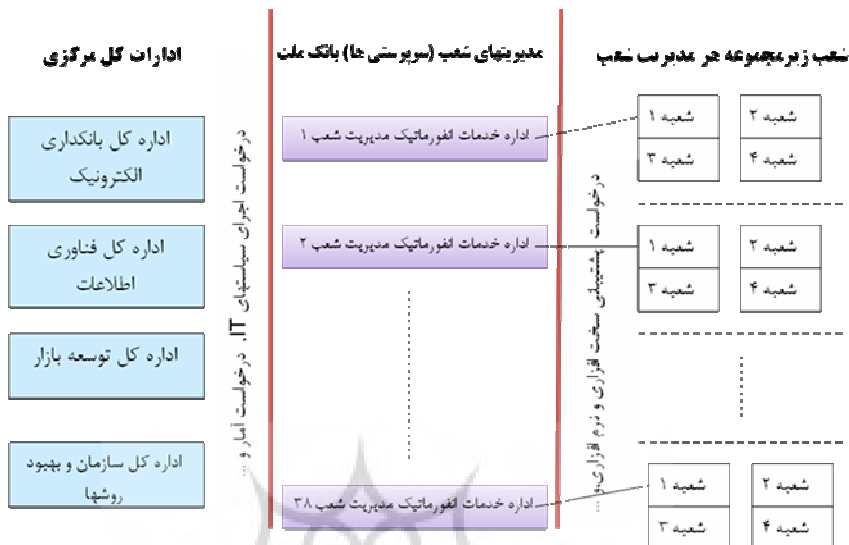 شعب زیرمجموعه هر مدیریت شعب
مدیریتهای شعب (سرپرستی ها) بانک ملت
ادارات کل مرکزی
شعبه ۱
شعبه ۲
شعبه ۳
شعبه ۴
شعبه ۱
شعبه ۲
شعبه ۳
شعبه ۴
شعبه ۱
شعبه ۲
شعبه ۳
شعبه ۴
درخواست پشتیبانی سخت افزاری و نرم افزاری و ...
اداره خدمات انفورماتیک مدیریت شعب ۱
اداره خدمات انفورماتیک مدیریت شعب ۲
اداره خدمات انفورماتیک مدیریت شعب ۳۸
درخواست اجرای سیاستهای IT، درخواست آمار و ...
اداره کل بانکداری
الکترونیک
اداره کل فناوری
اطلاعات
اداره کل توسعه بازار
اداره کل سازمان و بهبود
روشها